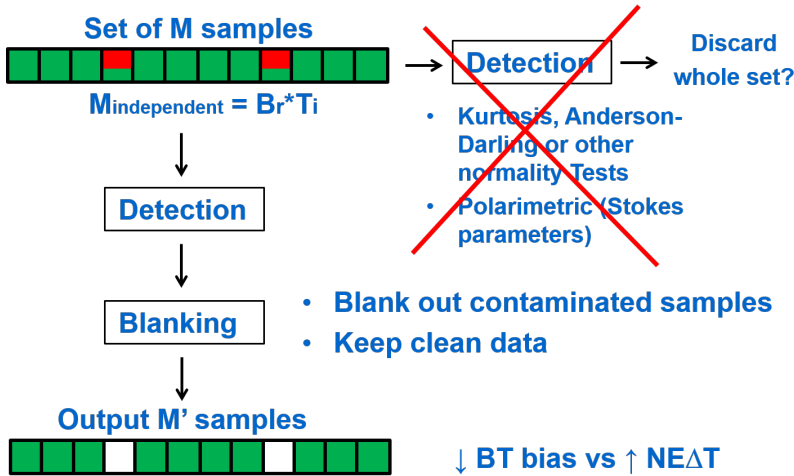 Set of M samples
Mindependent = Br*Ti
Detection
Discard
whole set?
• Kurtosis, Anderson-
Darling or other
normality Tests
• Polarimetric (Stokes
parameters)
Detection
Blanking
• Blank out contaminated samples
• Keep clean data
Output M’ samples
↓ BT bias vs ↑ NEΔT